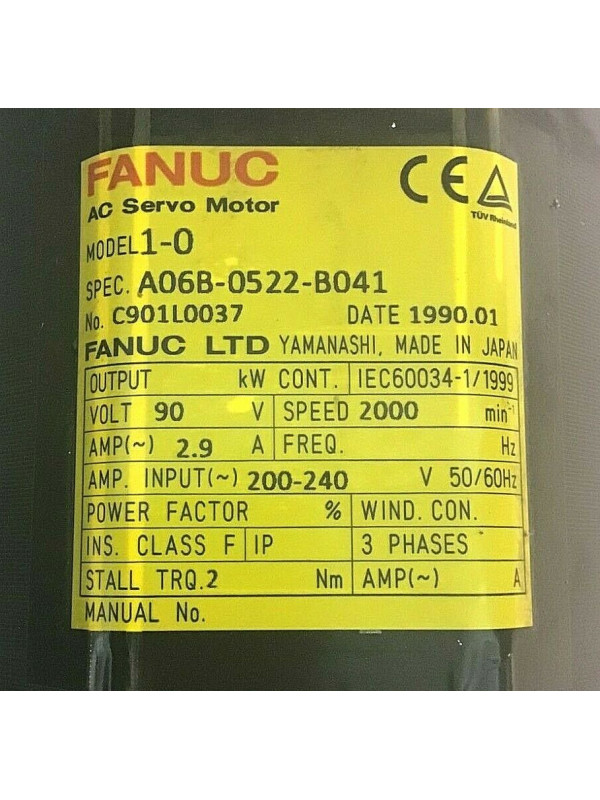 FANUC
CE
TÜV Rheinland
AC Servo Motor
MODEL 1-0
SPEC. A06B-0522-B041
No. C901L0037 DATE 1990.01
FANUC LTD YAMANASHI, MADE IN JAPAN
OUTPUT kW CONT. IEC60034-1/1999
VOLT 90 V SPEED 2000 min⁻¹
AMP(~) 2.9 A FREQ. Hz
AMP. INPUT(~) 200-240 V 50/60Hz
POWER FACTOR % WIND. CON.
INS. CLASS F IP 3 PHASES
STALL TRQ. 2 Nm AMP(~) A
MANUAL No.